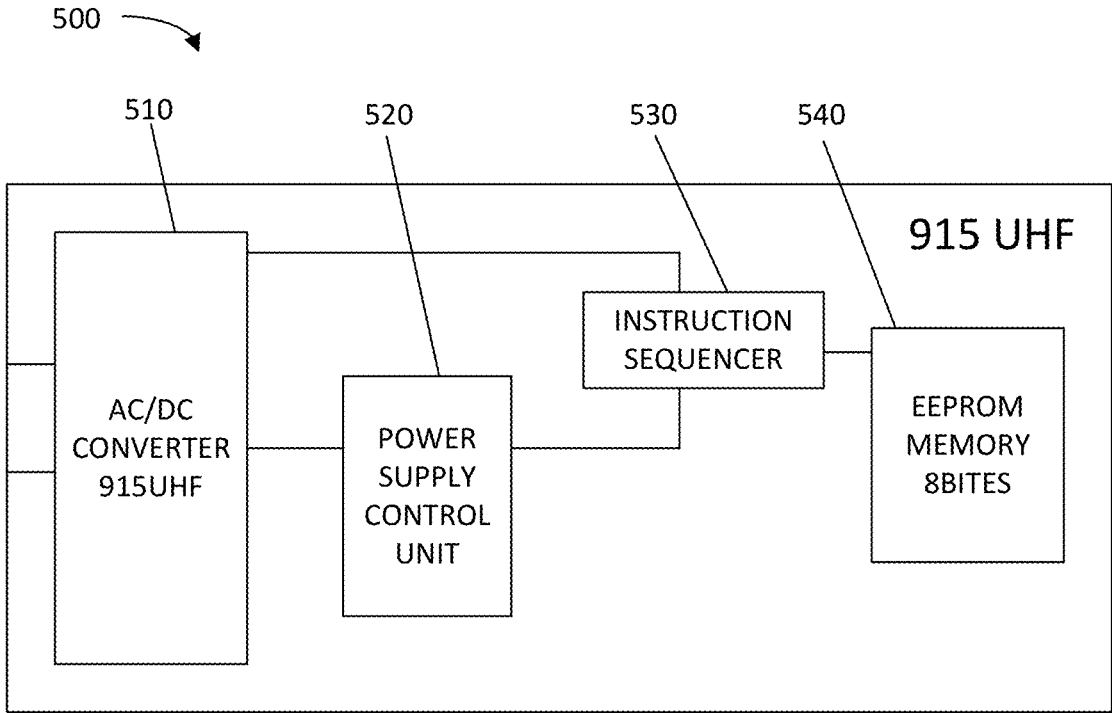 500
510
520
530
540
915 UHF
INSTRUCTION
SEQUENCER
AC/DC
CONVERTER
915UHF
POWER
SUPPLY
CONTROL
UNIT
EEPROM
MEMORY
8BITES